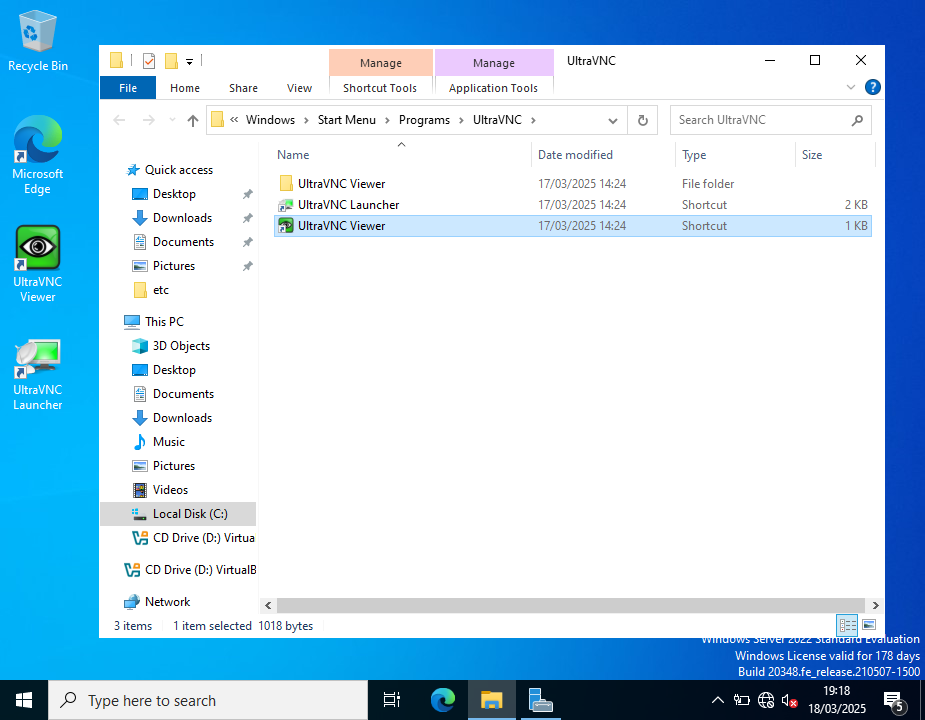 Recycle Bin
Microsoft
Edge
UltraVNC
Viewer
UltraVNC
Launcher
Manage
Manage
UltraVNC
File
Home
Share
View
Shortcut Tools
Application Tools
?
« Windows > Start Menu > Programs > UltraVNC >
Search UltraVNC
Name
Date modified
Type
Size
UltraVNC Viewer 17/03/2025 14:24 File folder
UltraVNC Launcher 17/03/2025 14:24 Shortcut 2 KB
UltraVNC Viewer 17/03/2025 14:24 Shortcut 1 KB
Quick access
Desktop
Downloads
Documents
Pictures
etc
This PC
3D Objects
Desktop
Documents
Downloads
Music
Pictures
Videos
Local Disk (C:)
CD Drive (D:) Virtua
CD Drive (D:) VirtualB
Network
3 items
1 item selected 1018 bytes
Windows Server 2022 Standard Evaluation
Windows License valid for 178 days
Build 20348.fe_release.210507-1500
Type here to search
19:18
18/03/2025
5